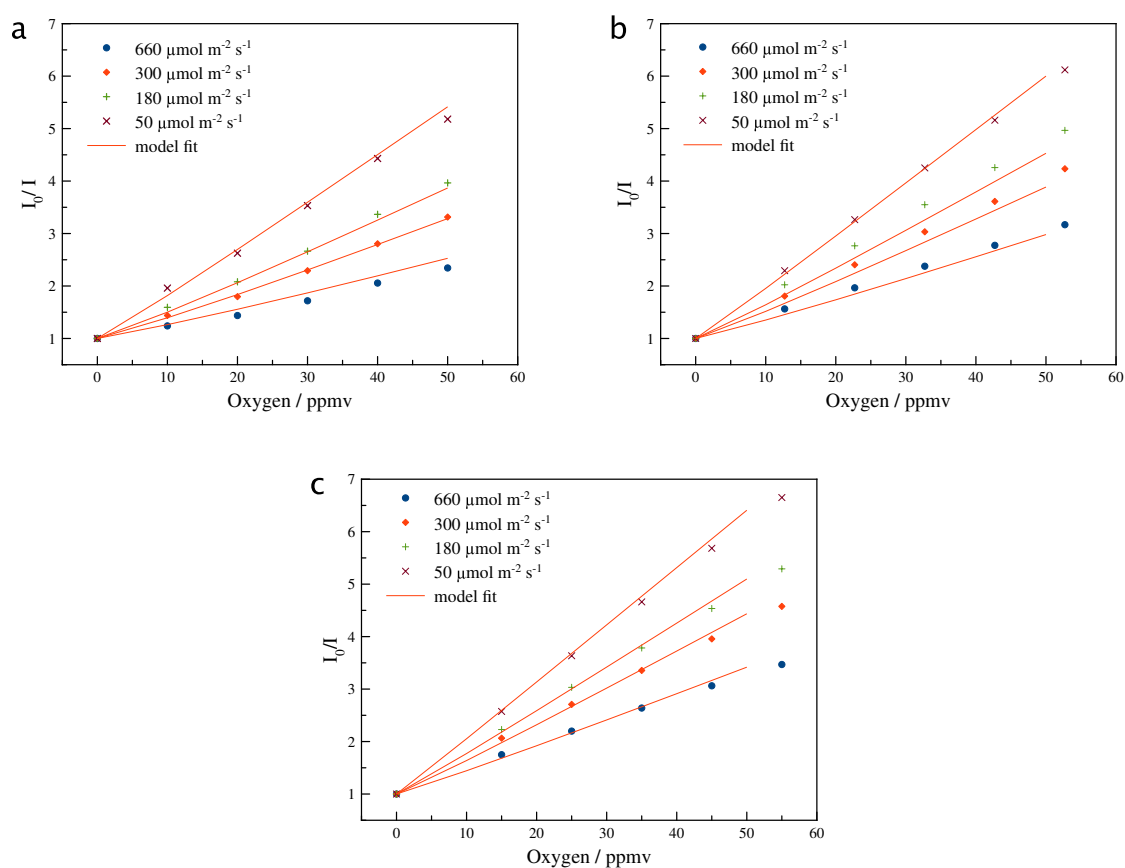 a
7
6
5
4
3
2
1
I₀/ I
660 µmol m⁻² s⁻¹
300 µmol m⁻² s⁻¹
180 µmol m⁻² s⁻¹
50 µmol m⁻² s⁻¹
model fit
0 10 20 30 40 50 60
Oxygen / ppmv
b
7
6
5
4
3
2
1
I₀/I
660 µmol m⁻² s⁻¹
300 µmol m⁻² s⁻¹
180 µmol m⁻² s⁻¹
50 µmol m⁻² s⁻¹
model fit
0 10 20 30 40 50 60
Oxygen / ppmv
c
7
6
5
4
3
2
1
I₀/I
660 µmol m⁻² s⁻¹
300 µmol m⁻² s⁻¹
180 µmol m⁻² s⁻¹
50 µmol m⁻² s⁻¹
model fit
0 10 20 30 40 50 60
Oxygen / ppmv